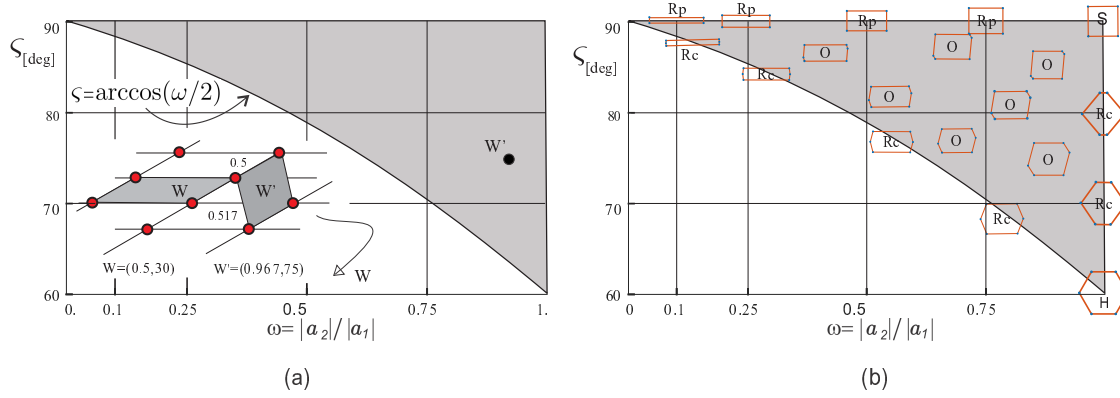 90
ς[deg]
ς=arccos(ω/2)
80
0.5
W
W'
W'
70
0.517
W=(0.5,30)
W'=(0.967,75)
W
60
0.
0.1
0.25
0.5
0.75
1.
ω=|a2|/|a1|
(a)
Rp
Rp
Rp
Rp
S
90
ς[deg]
Rc
Rc
O
O
O
O
O
Rc
80
Rc
O
O
70
Rc
Rc
60
H
0.
0.1
0.25
0.5
0.75
ω=|a2|/|a1|
(b)